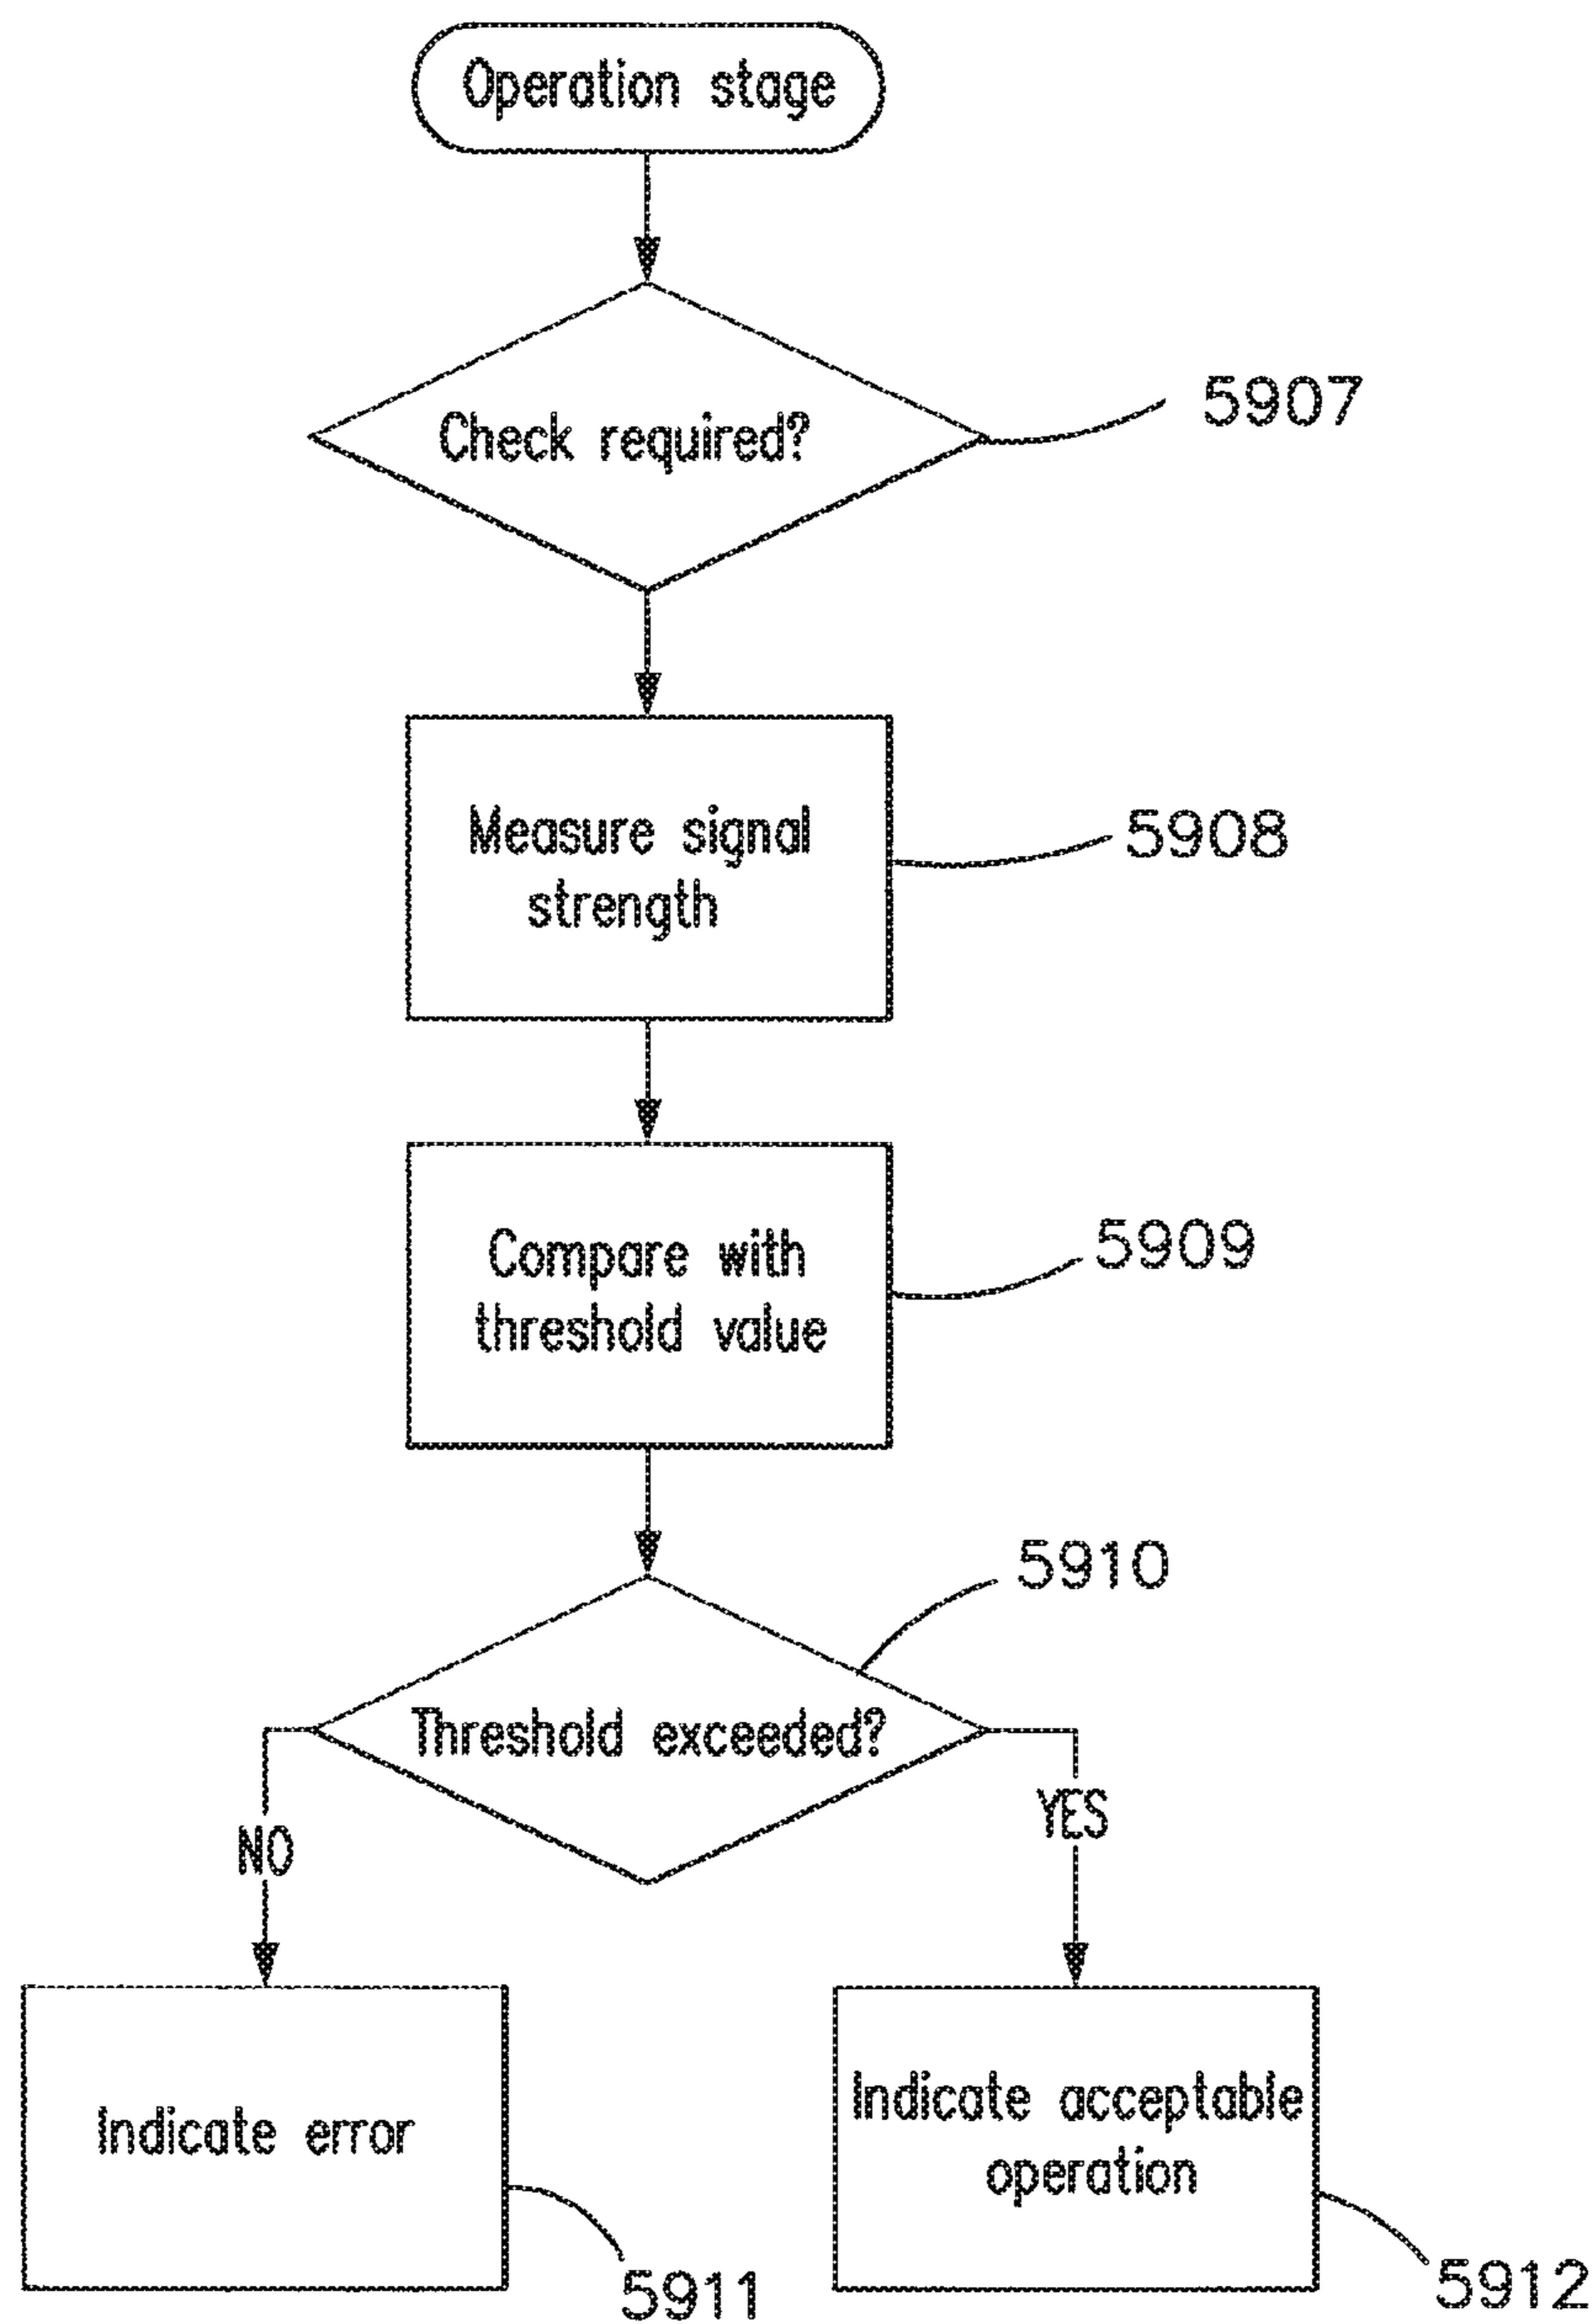 Operation stage
Check required?
5907
Measure signal
strength
5908
Compare with
threshold value
5909
5910
Threshold exceeded?
NO
YES
Indicate error
Indicate acceptable
operation
5911
5912